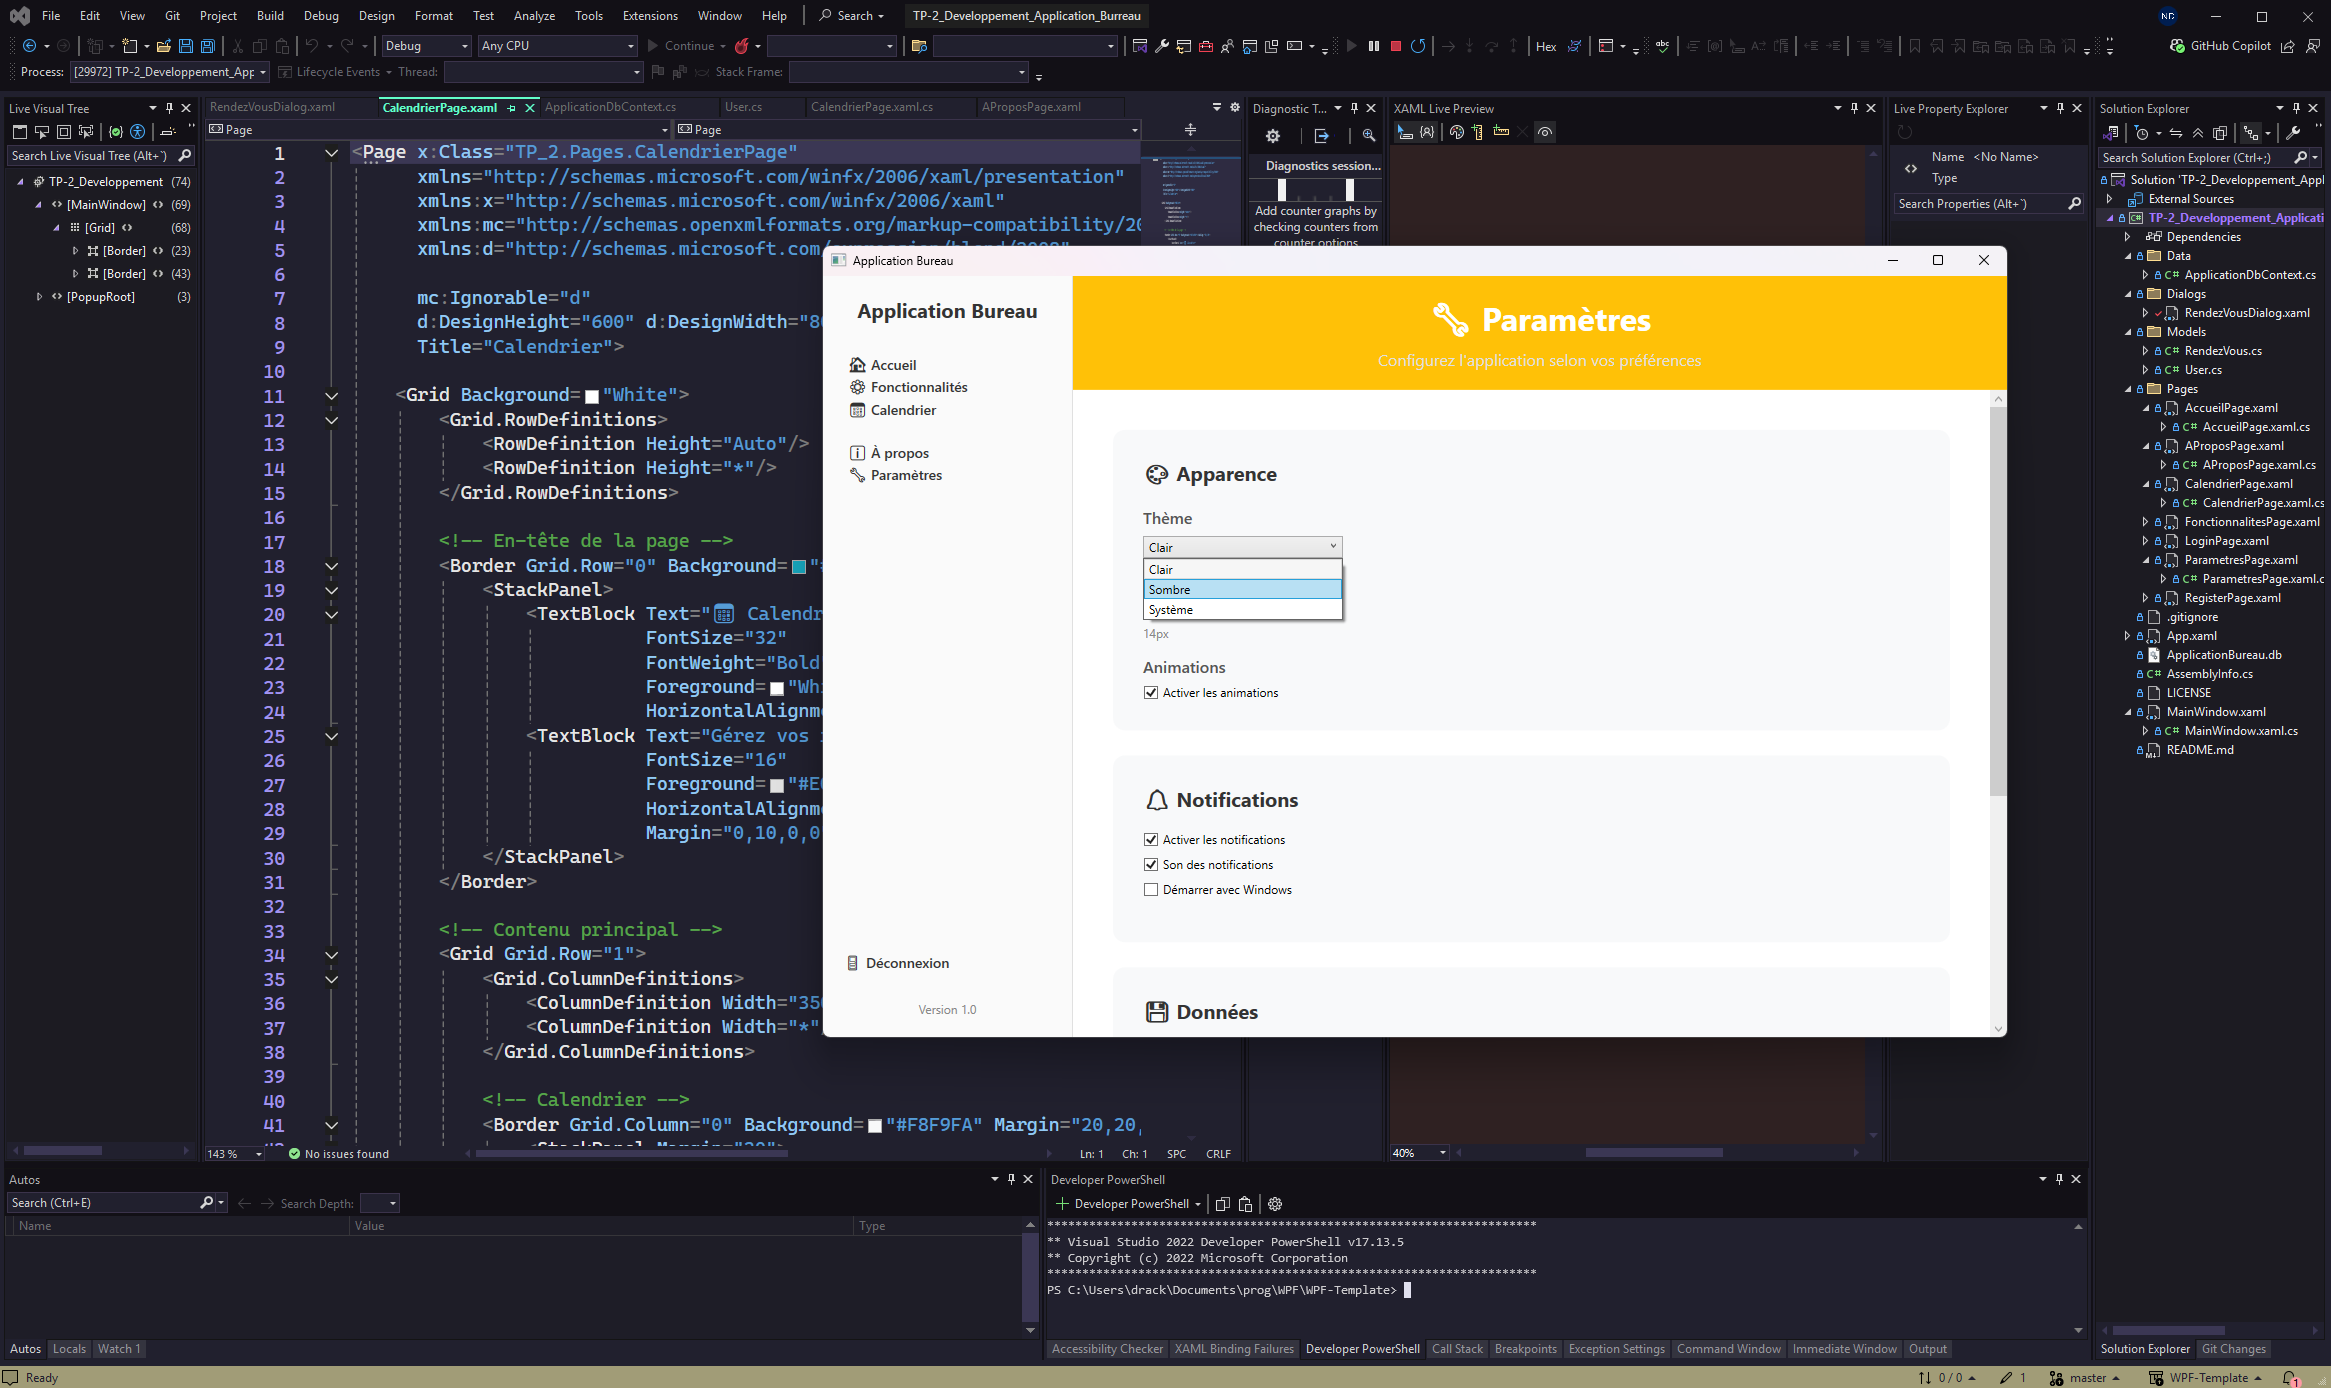 File Edit View Git Project Build Debug Design Format Test Analyze Tools Extensions Window Help Search TP-2_Developpement_Application_Burreau ND
Debug Any CPU Continue Hex GitHub Copilot
Process: [29972] TP-2_Developpement_Apr Lifecycle Events Thread: Stack Frame:
Live Visual Tree
Search Live Visual Tree (Alt+`)
TP-2_Developpement (74)
[MainWindow] (69)
[Grid] (68)
[Border] (23)
[Border] (43)
[PopupRoot] (3)
RendezVousDialog.xaml CalendrierPage.xaml ApplicationDbContext.cs User.cs CalendrierPage.xaml.cs AProposPage.xaml
Page Page
1 <Page x:Class="TP_2.Pages.CalendrierPage"
2 xmlns="http://schemas.microsoft.com/winfx/2006/xaml/presentation"
3 xmlns:x="http://schemas.microsoft.com/winfx/2006/xaml"
4 xmlns:mc="http://schemas.openxmlformats.org/markup-compatibility/20
5 xmlns:d="http://schemas.microsoft.com/expression/blend/2008"
6
7 mc:Ignorable="d"
8 d:DesignHeight="600" d:DesignWidth="80
9 Title="Calendrier">
10
11 <Grid Background="White">
12 <Grid.RowDefinitions>
13 <RowDefinition Height="Auto"/>
14 <RowDefinition Height="*"/>
15 </Grid.RowDefinitions>
16
17 <!-- En-tête de la page -->
18 <Border Grid.Row="0" Background="
19 <StackPanel>
20 <TextBlock Text="📅 Calendr
21 FontSize="32"
22 FontWeight="Bold
23 Foreground="Whi
24 HorizontalAlignme
25 <TextBlock Text="Gérez vos
26 FontSize="16"
27 Foreground="#E
28 HorizontalAlignme
29 Margin="0,10,0,0
30 </StackPanel>
31 </Border>
32
33 <!-- Contenu principal -->
34 <Grid Grid.Row="1">
35 <Grid.ColumnDefinitions>
36 <ColumnDefinition Width="350
37 <ColumnDefinition Width="*"
38 </Grid.ColumnDefinitions>
39
40 <!-- Calendrier -->
41 <Border Grid.Column="0" Background="#F8F9FA" Margin="20,20,
143 % No issues found Ln: 1 Ch: 1 SPC CRLF
Diagnostic T...
Diagnostics session...
Add counter graphs by
checking counters from
counter options.
XAML Live Preview
40%
Live Property Explorer
Name <No Name>
Type
Search Properties (Alt+`)
Application Bureau
Application Bureau
Accueil
Fonctionnalités
Calendrier
À propos
Paramètres
Déconnexion
Version 1.0
Paramètres
Configurez l'application selon vos préférences
Apparence
Thème
Clair
Clair
Sombre
Système
14px
Animations
Activer les animations
Notifications
Activer les notifications
Son des notifications
Démarrer avec Windows
Données
Solution Explorer
Search Solution Explorer (Ctrl+;)
Solution 'TP-2_Developpement_Appl
External Sources
TP-2_Developpement_Applicati
Dependencies
Data
ApplicationDbContext.cs
Dialogs
RendezVousDialog.xaml
Models
RendezVous.cs
User.cs
Pages
AccueilPage.xaml
AccueilPage.xaml.cs
AProposPage.xaml
AProposPage.xaml.cs
CalendrierPage.xaml
CalendrierPage.xaml.cs
FonctionnalitesPage.xaml
LoginPage.xaml
ParametresPage.xaml
ParametresPage.xaml.c
RegisterPage.xaml
.gitignore
App.xaml
ApplicationBureau.db
AssemblyInfo.cs
LICENSE
MainWindow.xaml
MainWindow.xaml.cs
README.md
Autos
Search (Ctrl+E) Search Depth:
Name Value Type
Autos Locals Watch 1
Developer PowerShell
Developer PowerShell
**********************************************************************
** Visual Studio 2022 Developer PowerShell v17.13.5
** Copyright (c) 2022 Microsoft Corporation
**********************************************************************
PS C:\Users\drack\Documents\prog\WPF\WPF-Template>
Accessibility Checker XAML Binding Failures Developer PowerShell Call Stack Breakpoints Exception Settings Command Window Immediate Window Output
Solution Explorer Git Changes
Ready 0 / 0 1 master WPF-Template 1